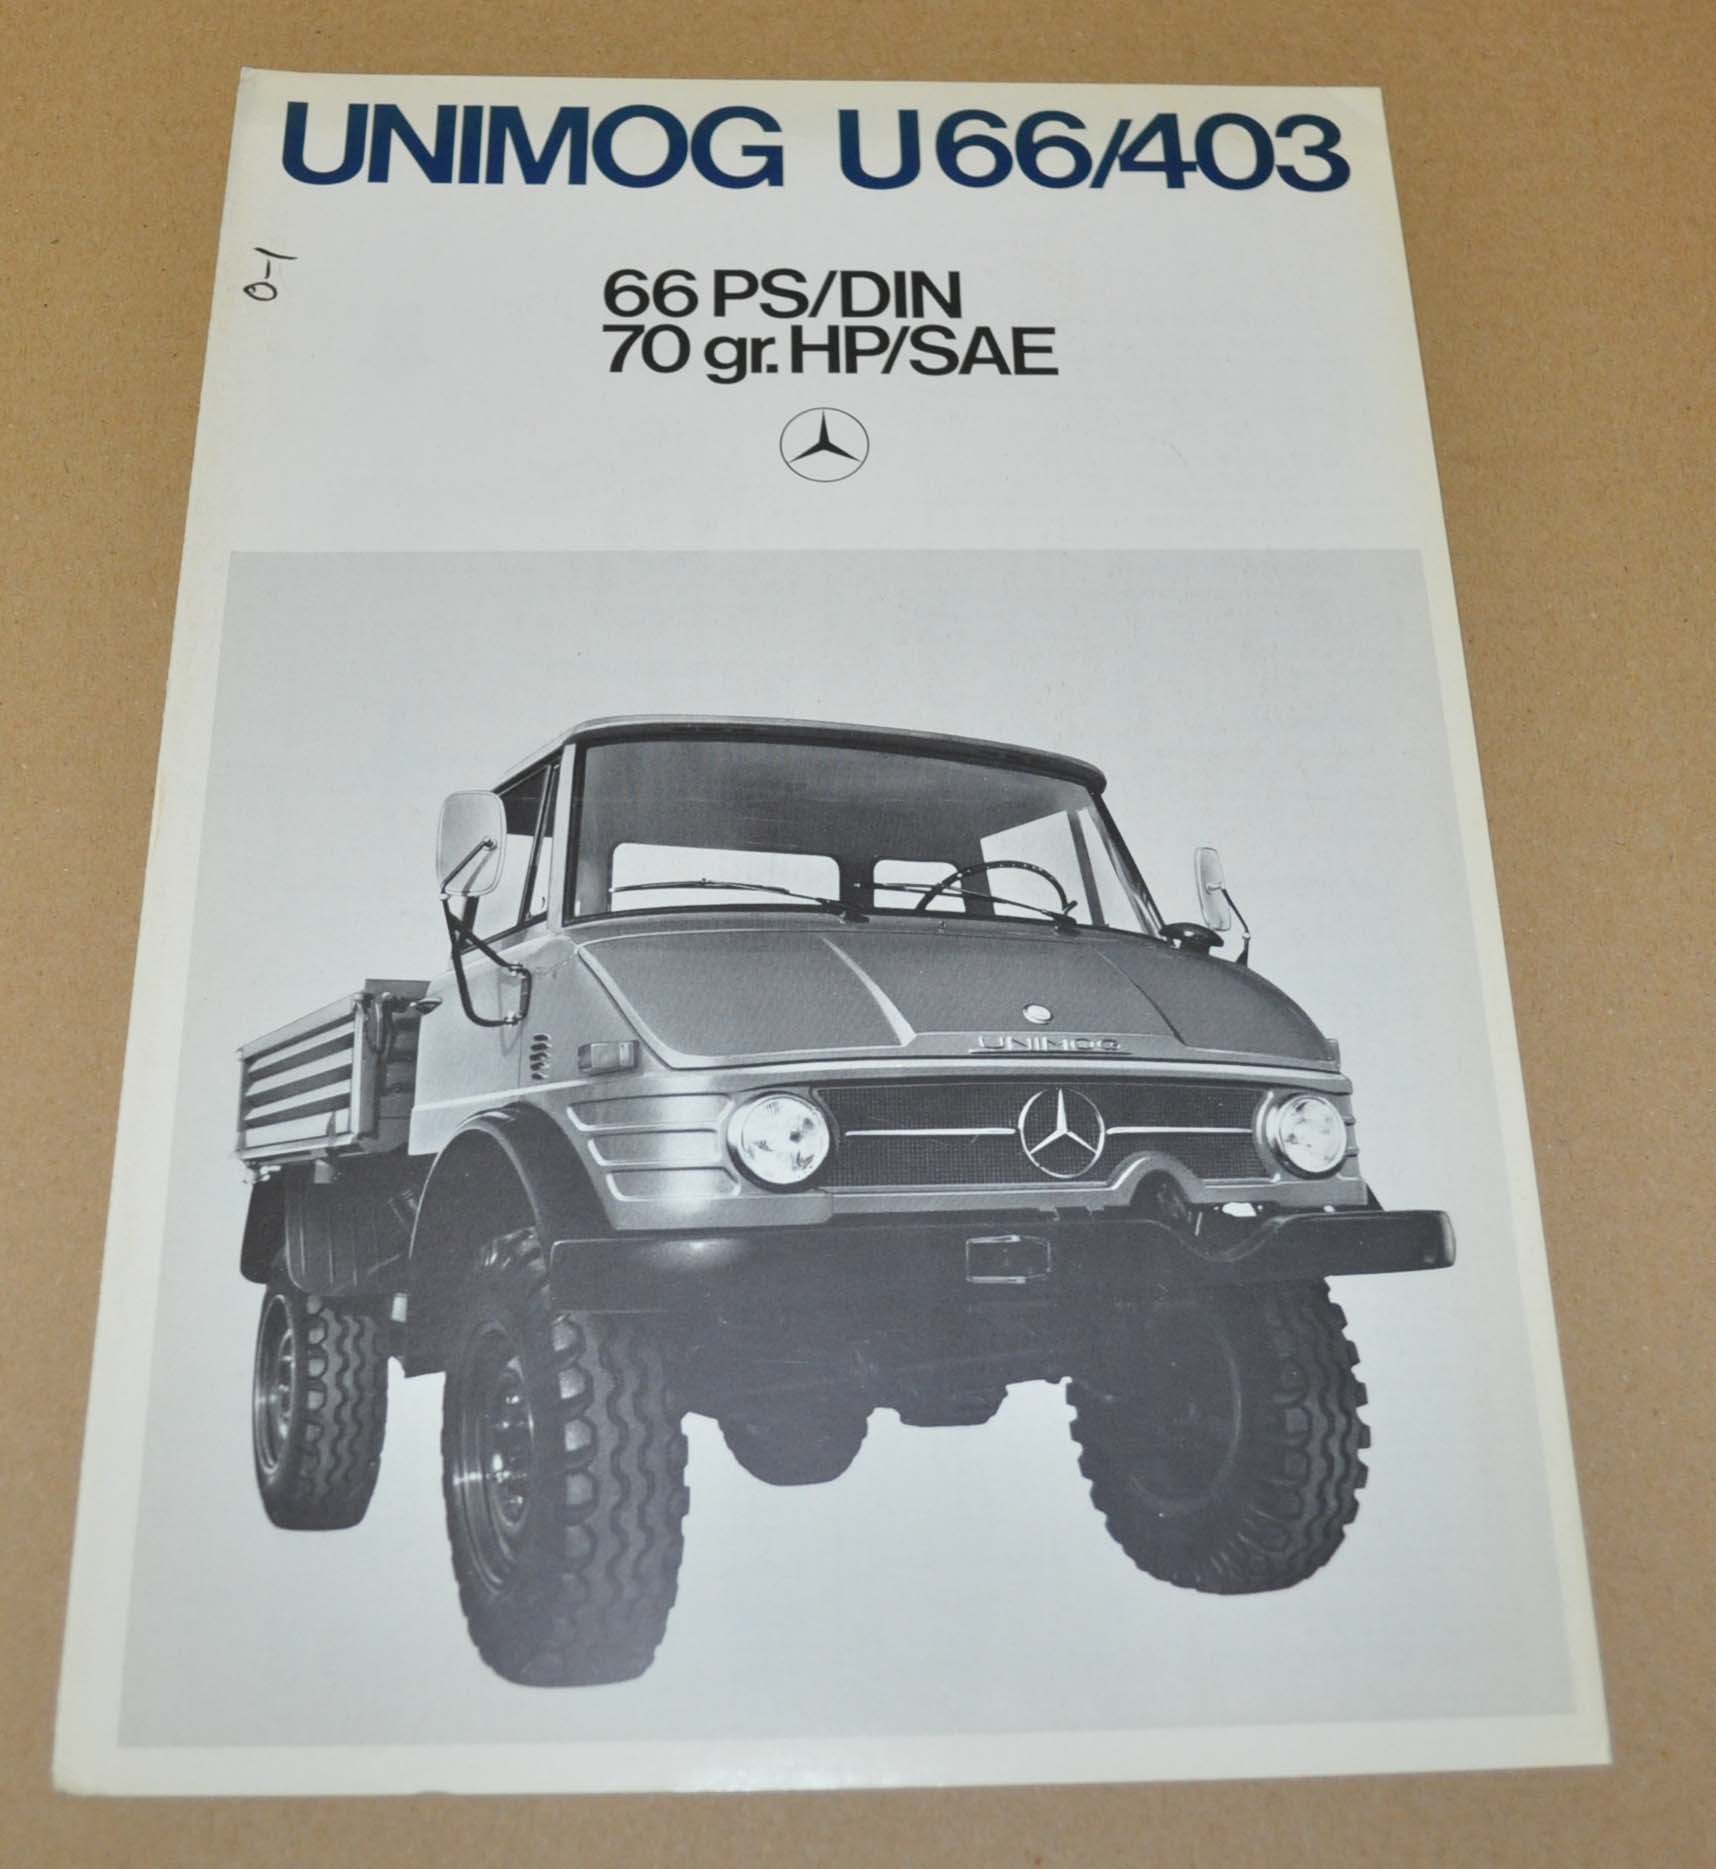 UNIMOG U66/403
0-1
66 PS/DIN
70 gr. HP/SAE
UNIMOG